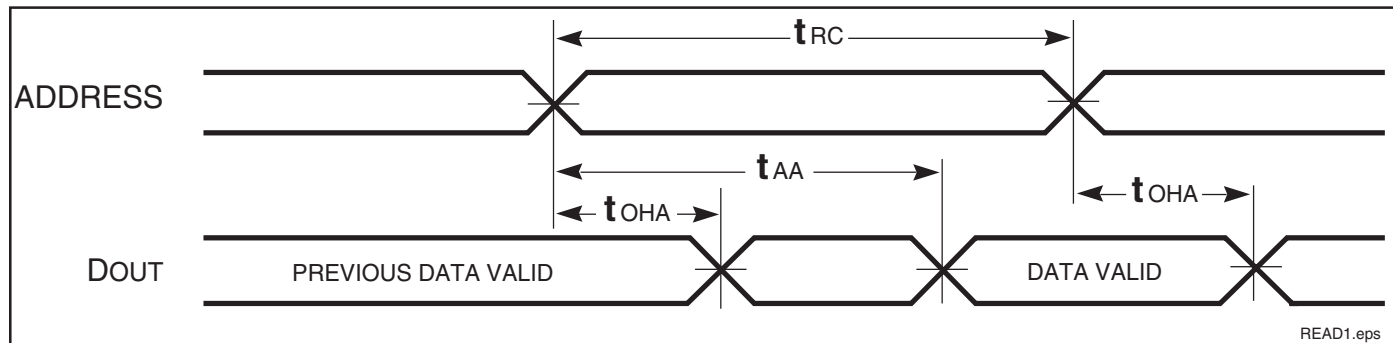 tRC
ADDRESS
tAA
tOHA
tOHA
DOUT
PREVIOUS DATA VALID
DATA VALID
READ1.eps